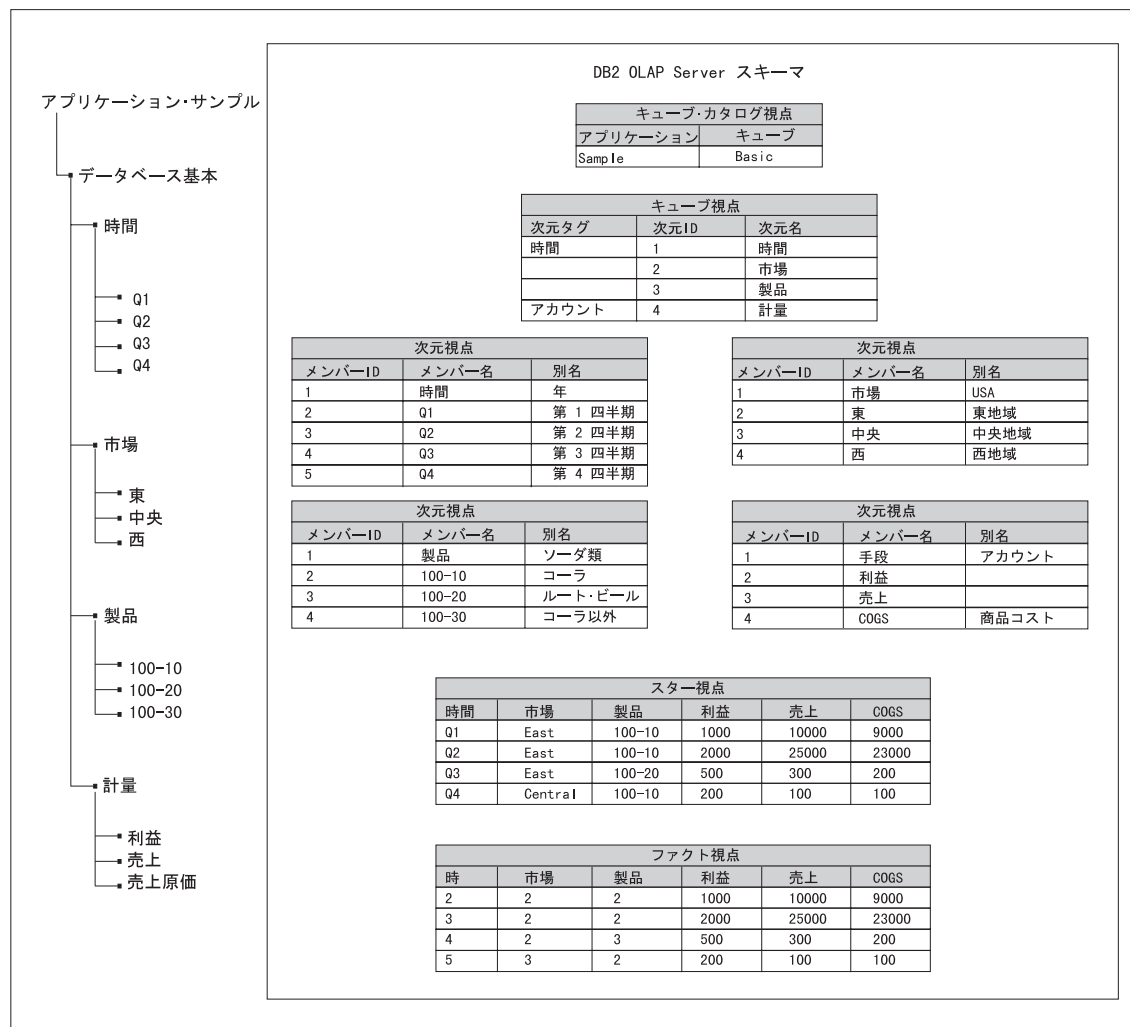 アプリケーション・サンプル
データベース基本
時間
Q1
Q2
Q3
Q4
市場
東
中央
西
製品
100-10
100-20
100-30
計量
利益
売上
売上原価
DB2 OLAP Server スキーマ
キューブ・カタログ視点
アプリケーション キューブ
Sample Basic
キューブ視点
次元タグ 次元ID 次元名
時間 1 時間
2 市場
3 製品
アカウント 4 計量
次元視点
メンバーID メンバー名 別名
1 時間 年
2 Q1 第 1 四半期
3 Q2 第 2 四半期
4 Q3 第 3 四半期
5 Q4 第 4 四半期
次元視点
メンバーID メンバー名 別名
1 市場 USA
2 東 東地域
3 中央 中央地域
4 西 西地域
次元視点
メンバーID メンバー名 別名
1 製品 ソーダ類
2 100-10 コーラ
3 100-20 ルート・ビール
4 100-30 コーラ以外
次元視点
メンバーID メンバー名 別名
1 手段 アカウント
2 利益
3 売上
4 COGS 商品コスト
スター視点
時間 市場 製品 利益 売上 COGS
Q1 East 100-10 1000 10000 9000
Q2 East 100-10 2000 25000 23000
Q3 East 100-20 500 300 200
Q4 Central 100-10 200 100 100
ファクト視点
時 市場 製品 利益 売上 COGS
2 2 2 1000 10000 9000
3 2 2 2000 25000 23000
4 2 3 500 300 200
5 3 2 200 100 100